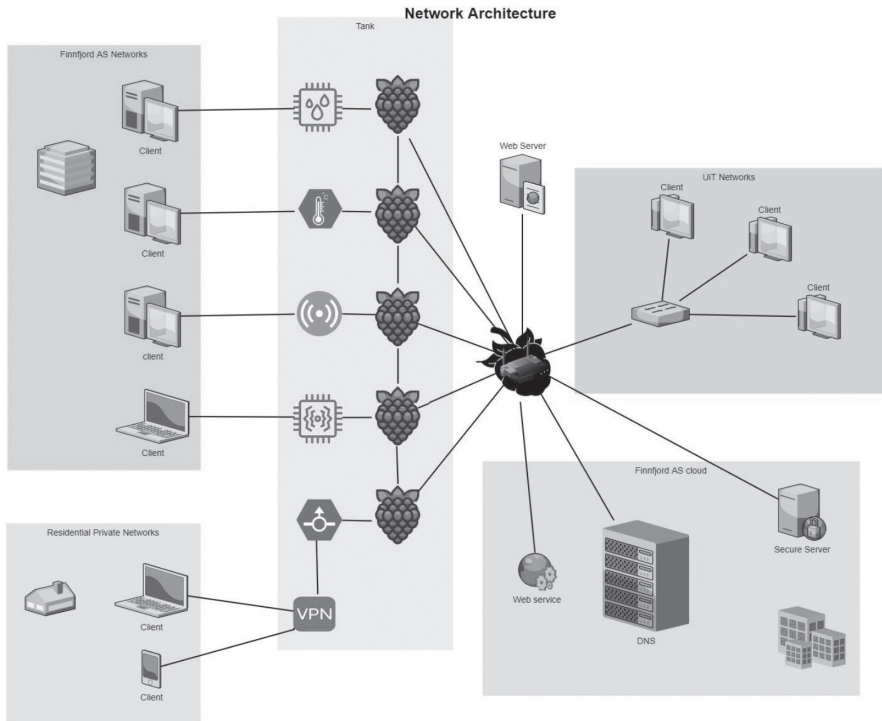 Network Architecture
Tank
Finnfjord AS Networks
Client
Client
client
Client
Web Server
UiT Networks
Client
Client
Client
Finnfjord AS cloud
Secure Server
Web service
DNS
Residential Private Networks
Client
Client
VPN
°C